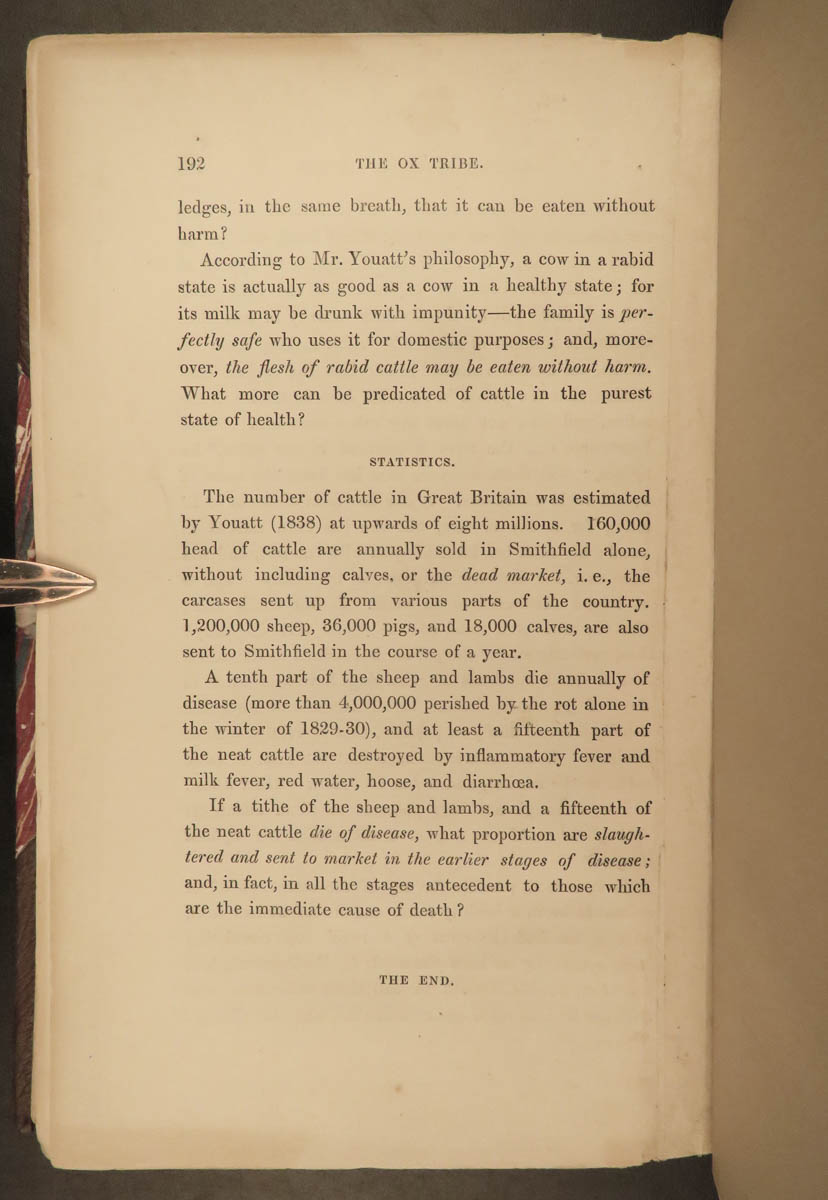 192 THE OX TRIBE.
ledges, in the same breath, that it can be eaten without
harm?
According to Mr. Youatt's philosophy, a cow in a rabid
state is actually as good as a cow in a healthy state; for
its milk may be drunk with impunity—the family is per-
fectly safe who uses it for domestic purposes; and, more-
over, the flesh of rabid cattle may be eaten without harm.
What more can be predicated of cattle in the purest
state of health?
STATISTICS.
The number of cattle in Great Britain was estimated
by Youatt (1838) at upwards of eight millions. 160,000
head of cattle are annually sold in Smithfield alone,
without including calves, or the dead market, i. e., the
carcases sent up from various parts of the country.
1,200,000 sheep, 36,000 pigs, and 18,000 calves, are also
sent to Smithfield in the course of a year.
A tenth part of the sheep and lambs die annually of
disease (more than 4,000,000 perished by the rot alone in
the winter of 1829-30), and at least a fifteenth part of
the neat cattle are destroyed by inflammatory fever and
milk fever, red water, hoose, and diarrhœa.
If a tithe of the sheep and lambs, and a fifteenth of
the neat cattle die of disease, what proportion are slaugh-
tered and sent to market in the earlier stages of disease;
and, in fact, in all the stages antecedent to those which
are the immediate cause of death?
THE END.